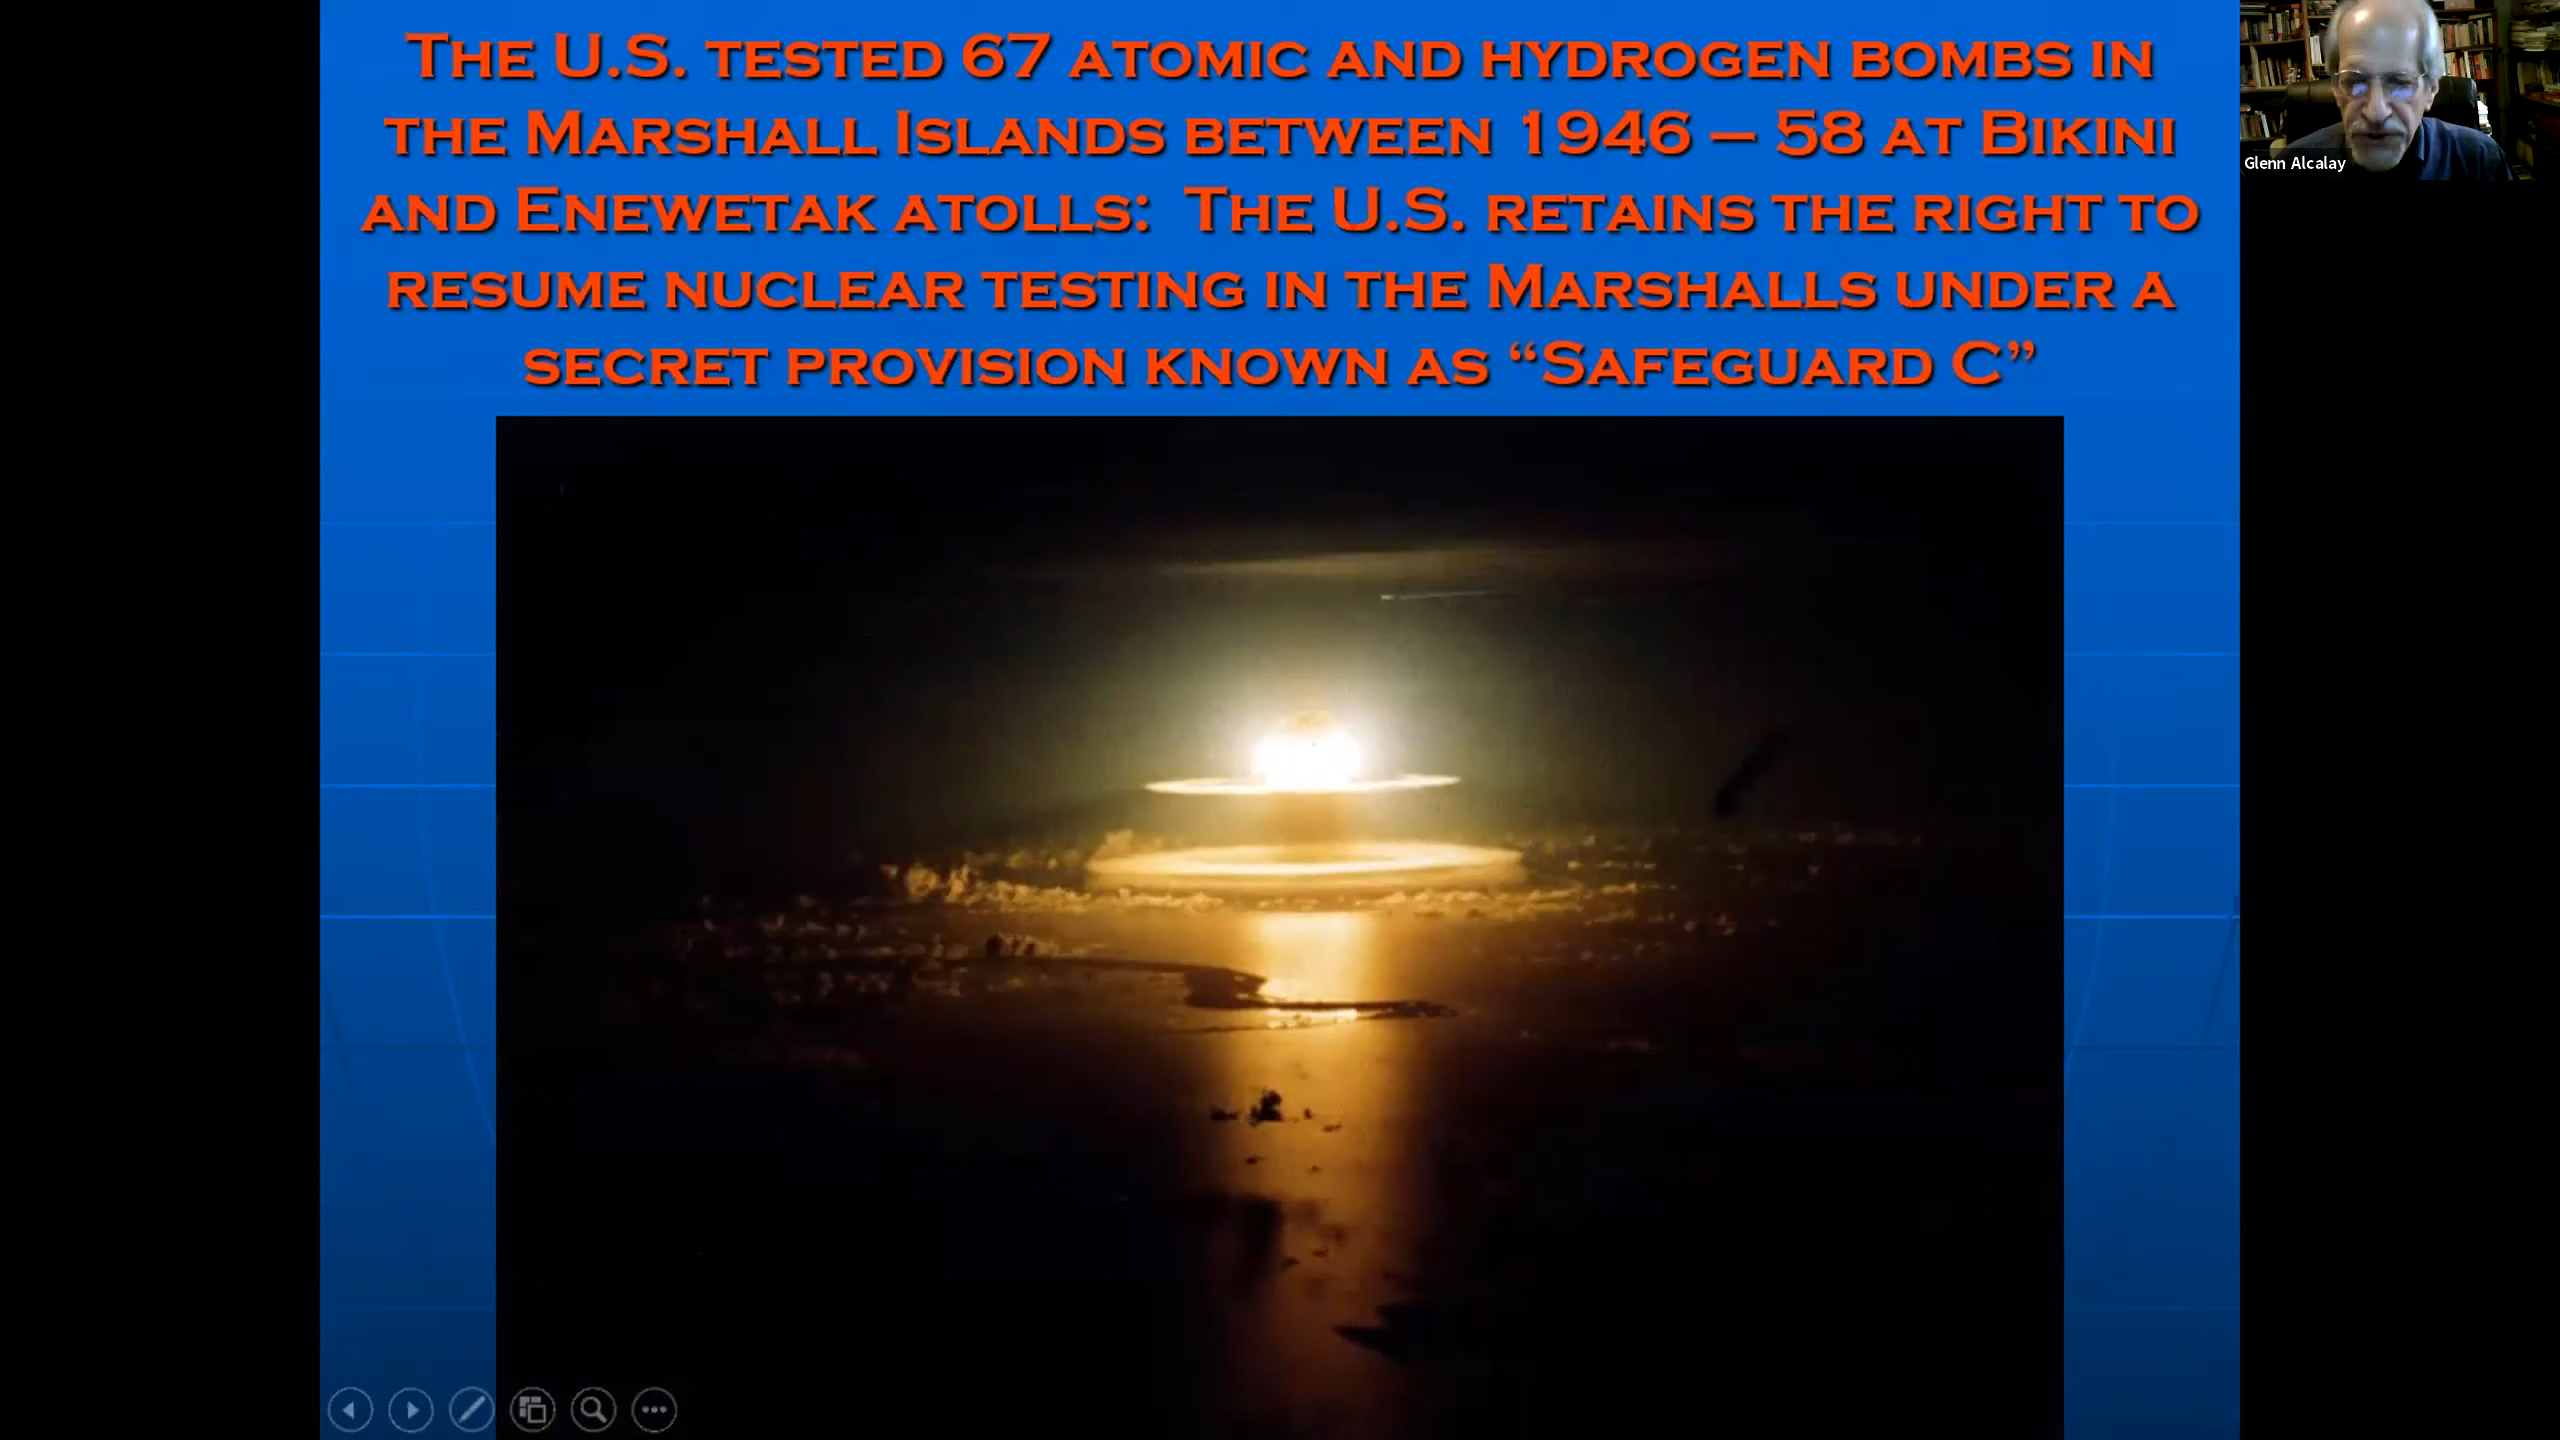 The U.S. tested 67 atomic and hydrogen bombs in
the Marshall Islands between 1946 – 58 at Bikini
and Enewetak atolls:  The U.S. retains the right to
resume nuclear testing in the Marshalls under a
secret provision known as “Safeguard C”
Glenn Alcalay